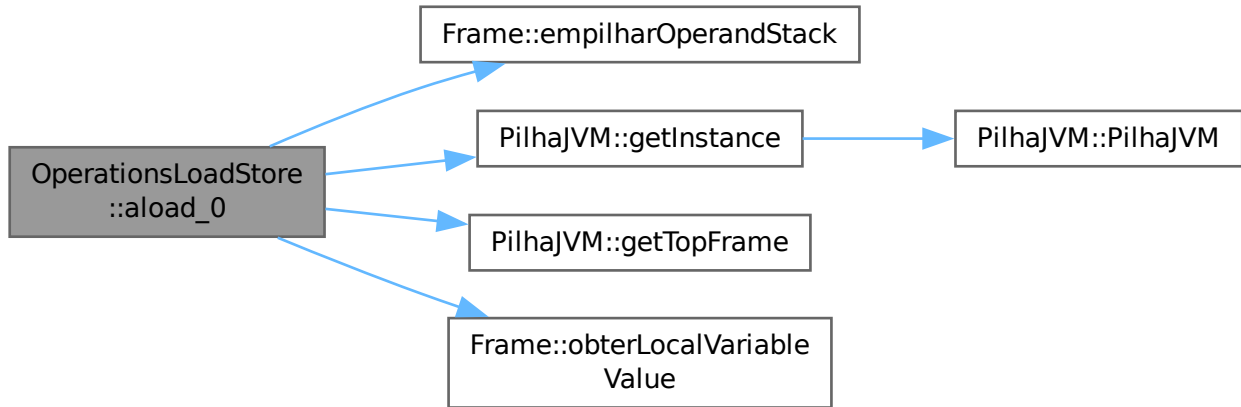 OperationsLoadStore
::aload_0
Frame::empilharOperandStack
PilhaJVM::getInstance
PilhaJVM::PilhaJVM
PilhaJVM::getTopFrame
Frame::obterLocalVariable
Value